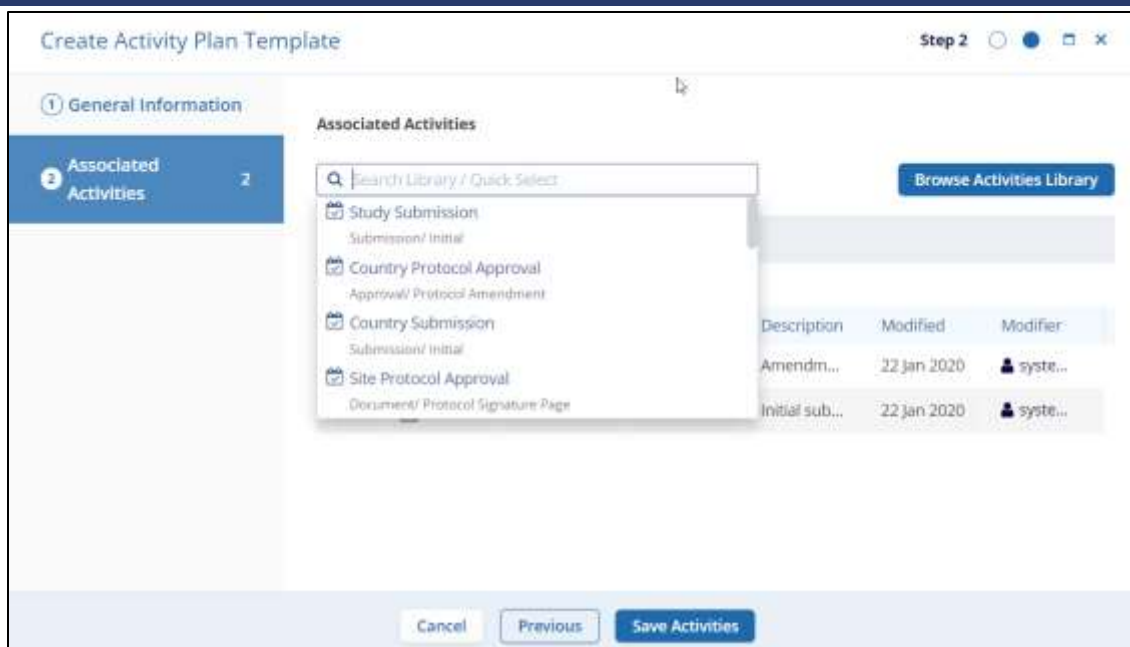 Create Activity Plan Template
Step 2
1 General Information
Associated Activities
2 Associated Activities 2
Search Library / Quick Select
Browse Activities Library
Study Submission
Submission/ Initial
Country Protocol Approval
Approval/ Protocol Amendment
Country Submission
Submission/ Initial
Site Protocol Approval
Document/ Protocol Signature Page
Description Modified Modifier
Amendm... 22 Jan 2020 syste...
Initial sub... 22 Jan 2020 syste...
Cancel Previous Save Activities